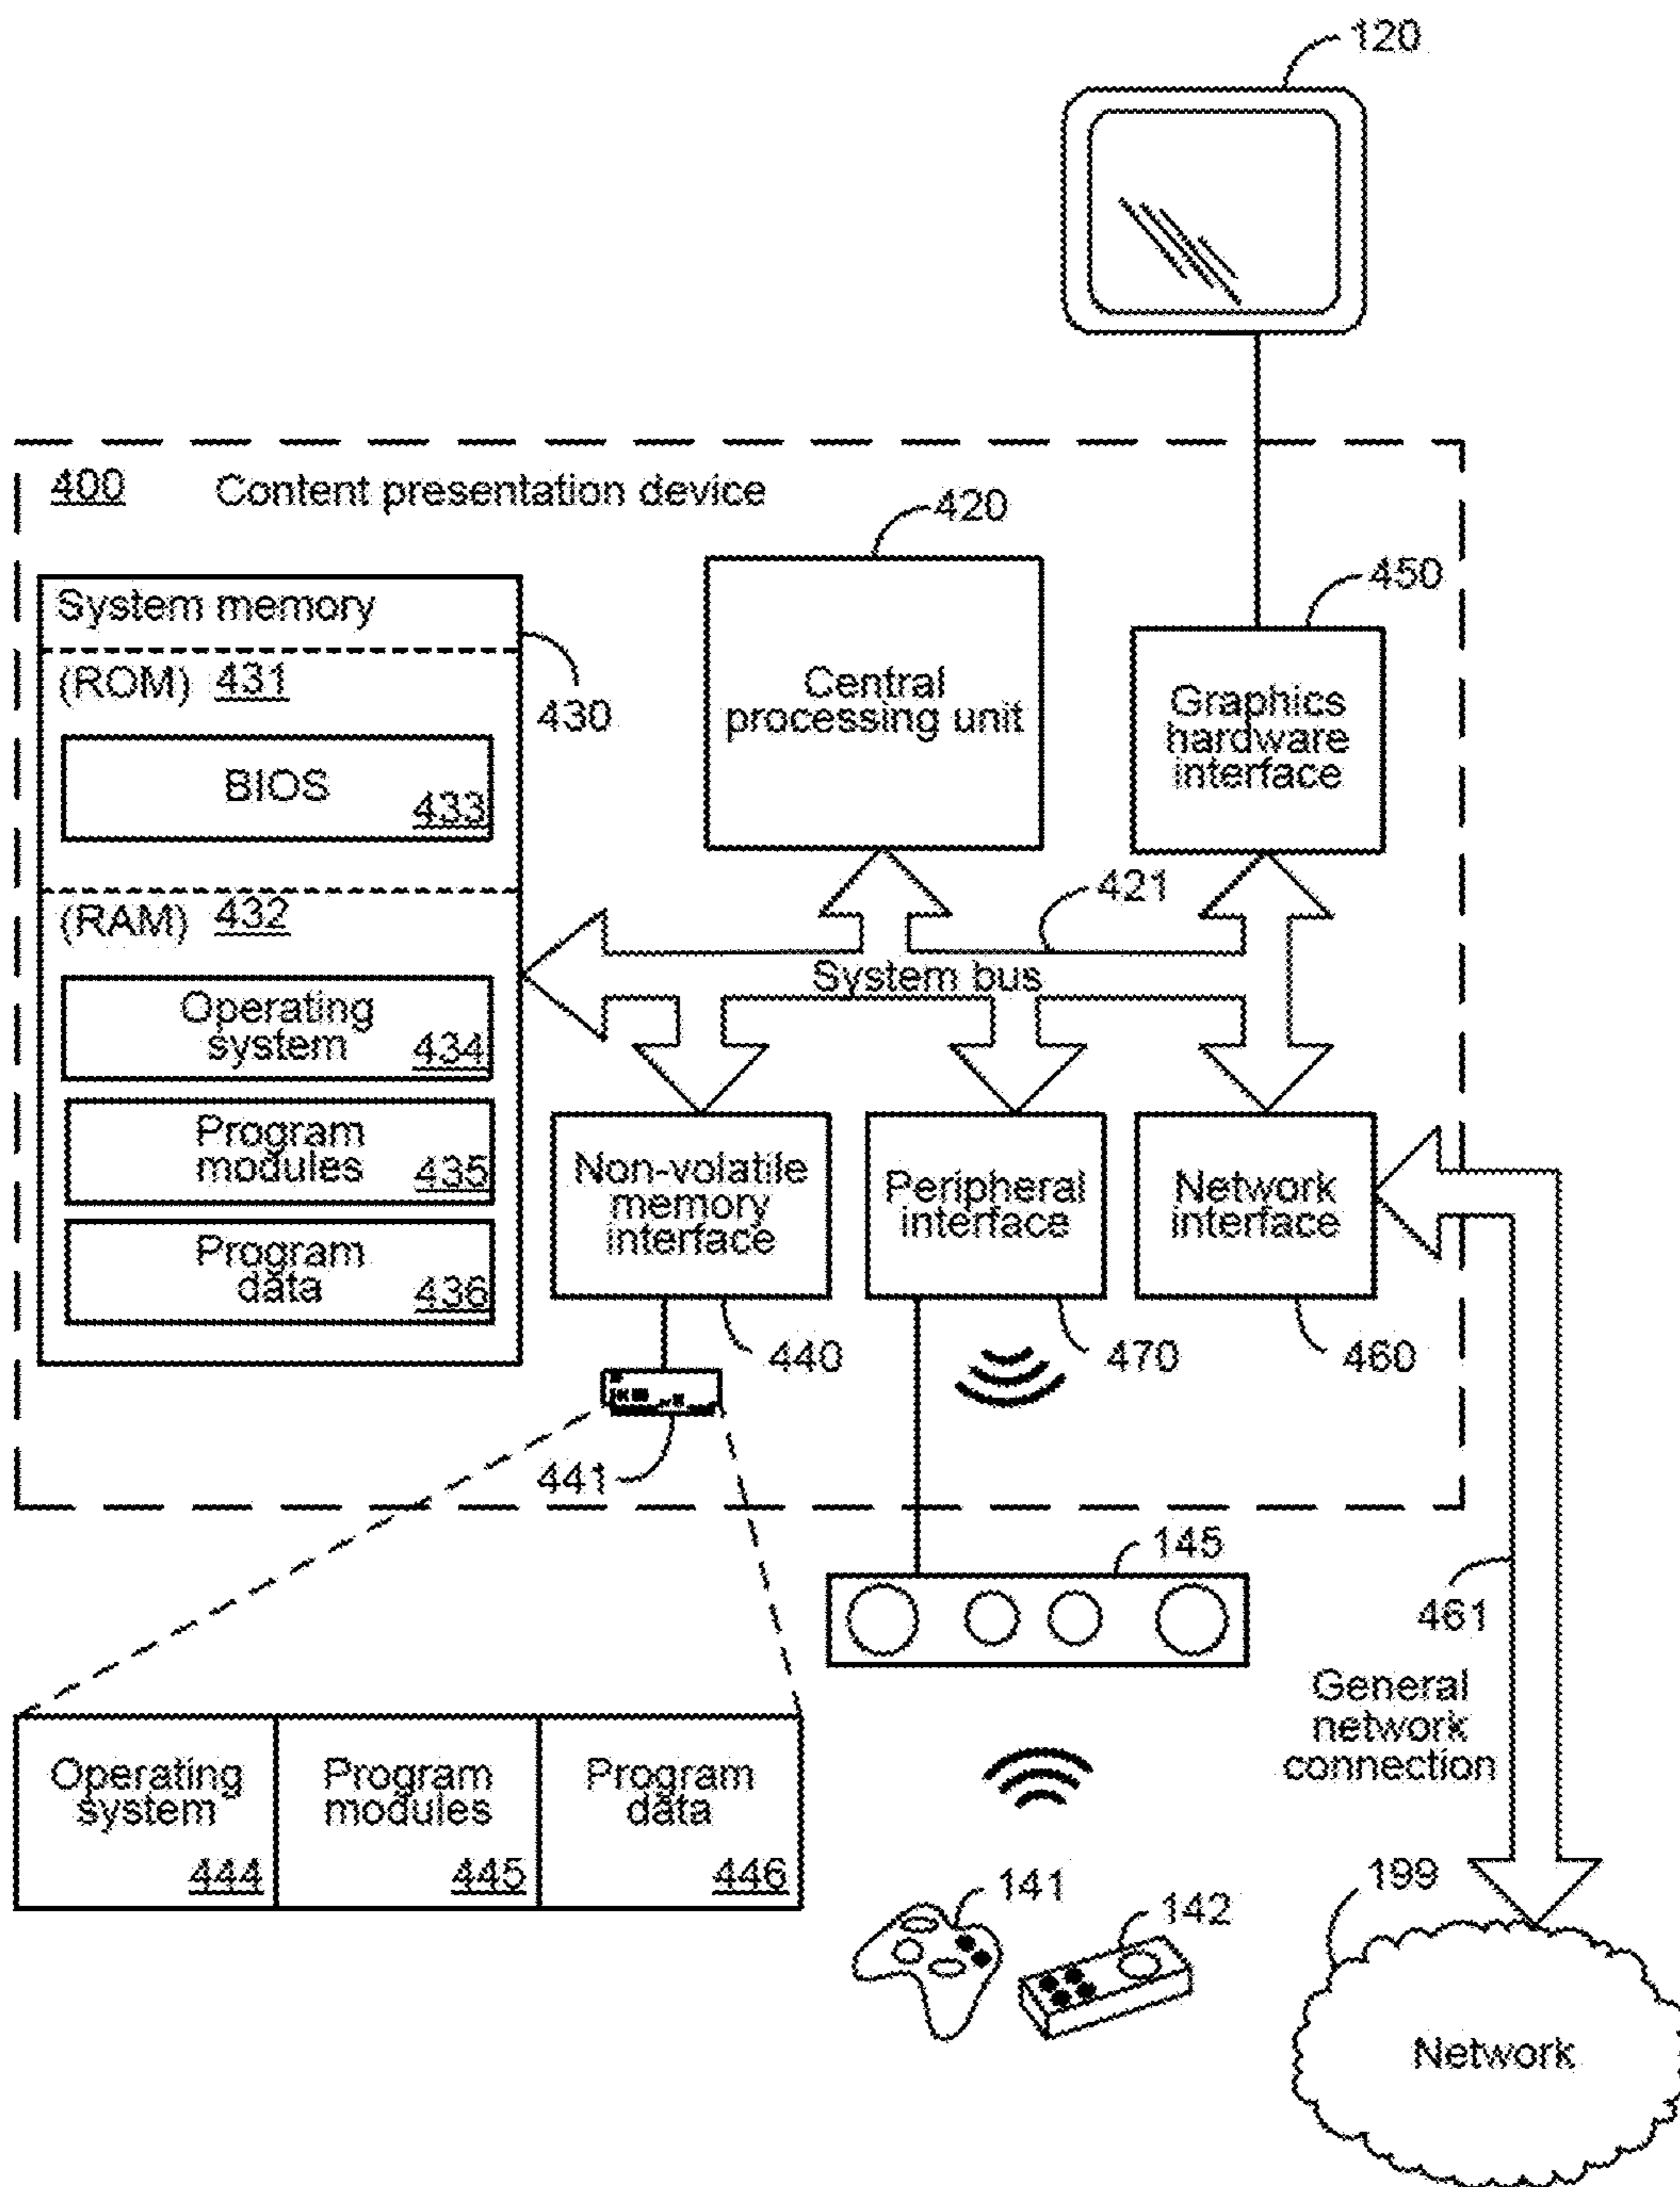 120
400 Content presentation device
420
450
System memory
(ROM) 431
430
BIOS
433
Central
processing unit
Graphics
hardware
interface
421
(RAM) 432
System bus
Operating
system 434
Program
modules 435
Program
data 436
Non-volatile
memory
interface
Peripheral
interface
Network
interface
440
470
460
441
145
461
General
network
connection
Operating
system
444
Program
modules
445
Program
data
446
141
142
199
Network